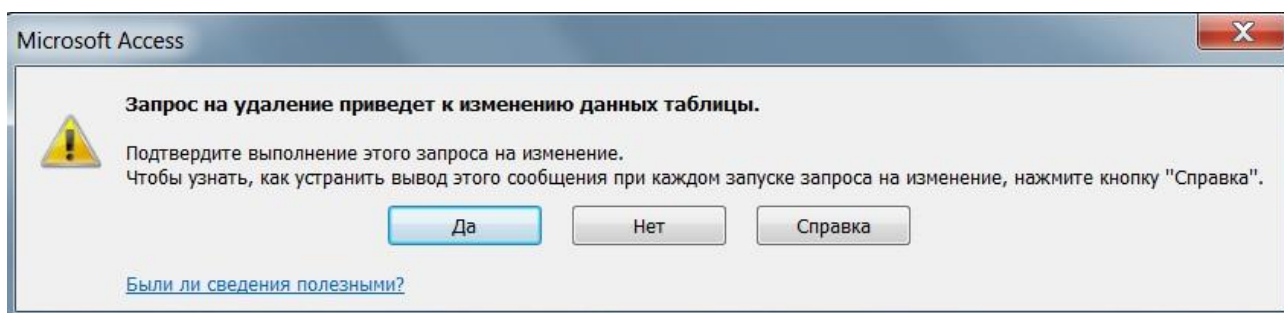 Microsoft Access
X
Запрос на удаление приведет к изменению данных таблицы.
Подтвердите выполнение этого запроса на изменение.
Чтобы узнать, как устранить вывод этого сообщения при каждом запуске запроса на изменение, нажмите кнопку "Справка".
Да Нет Справка
Были ли сведения полезными?